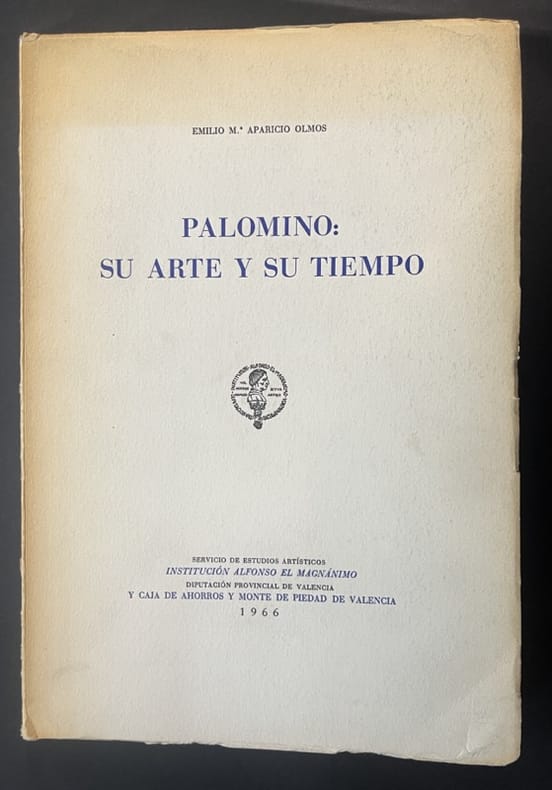 EMILIO M.ª APARICIO OLMOS
PALOMINO:
SU ARTE Y SU TIEMPO
SERVICIO DE ESTUDIOS ARTÍSTICOS
INSTITUCIÓN ALFONSO EL MAGNÁNIMO
DIPUTACIÓN PROVINCIAL DE VALENCIA
Y CAJA DE AHORROS Y MONTE DE PIEDAD DE VALENCIA
1966